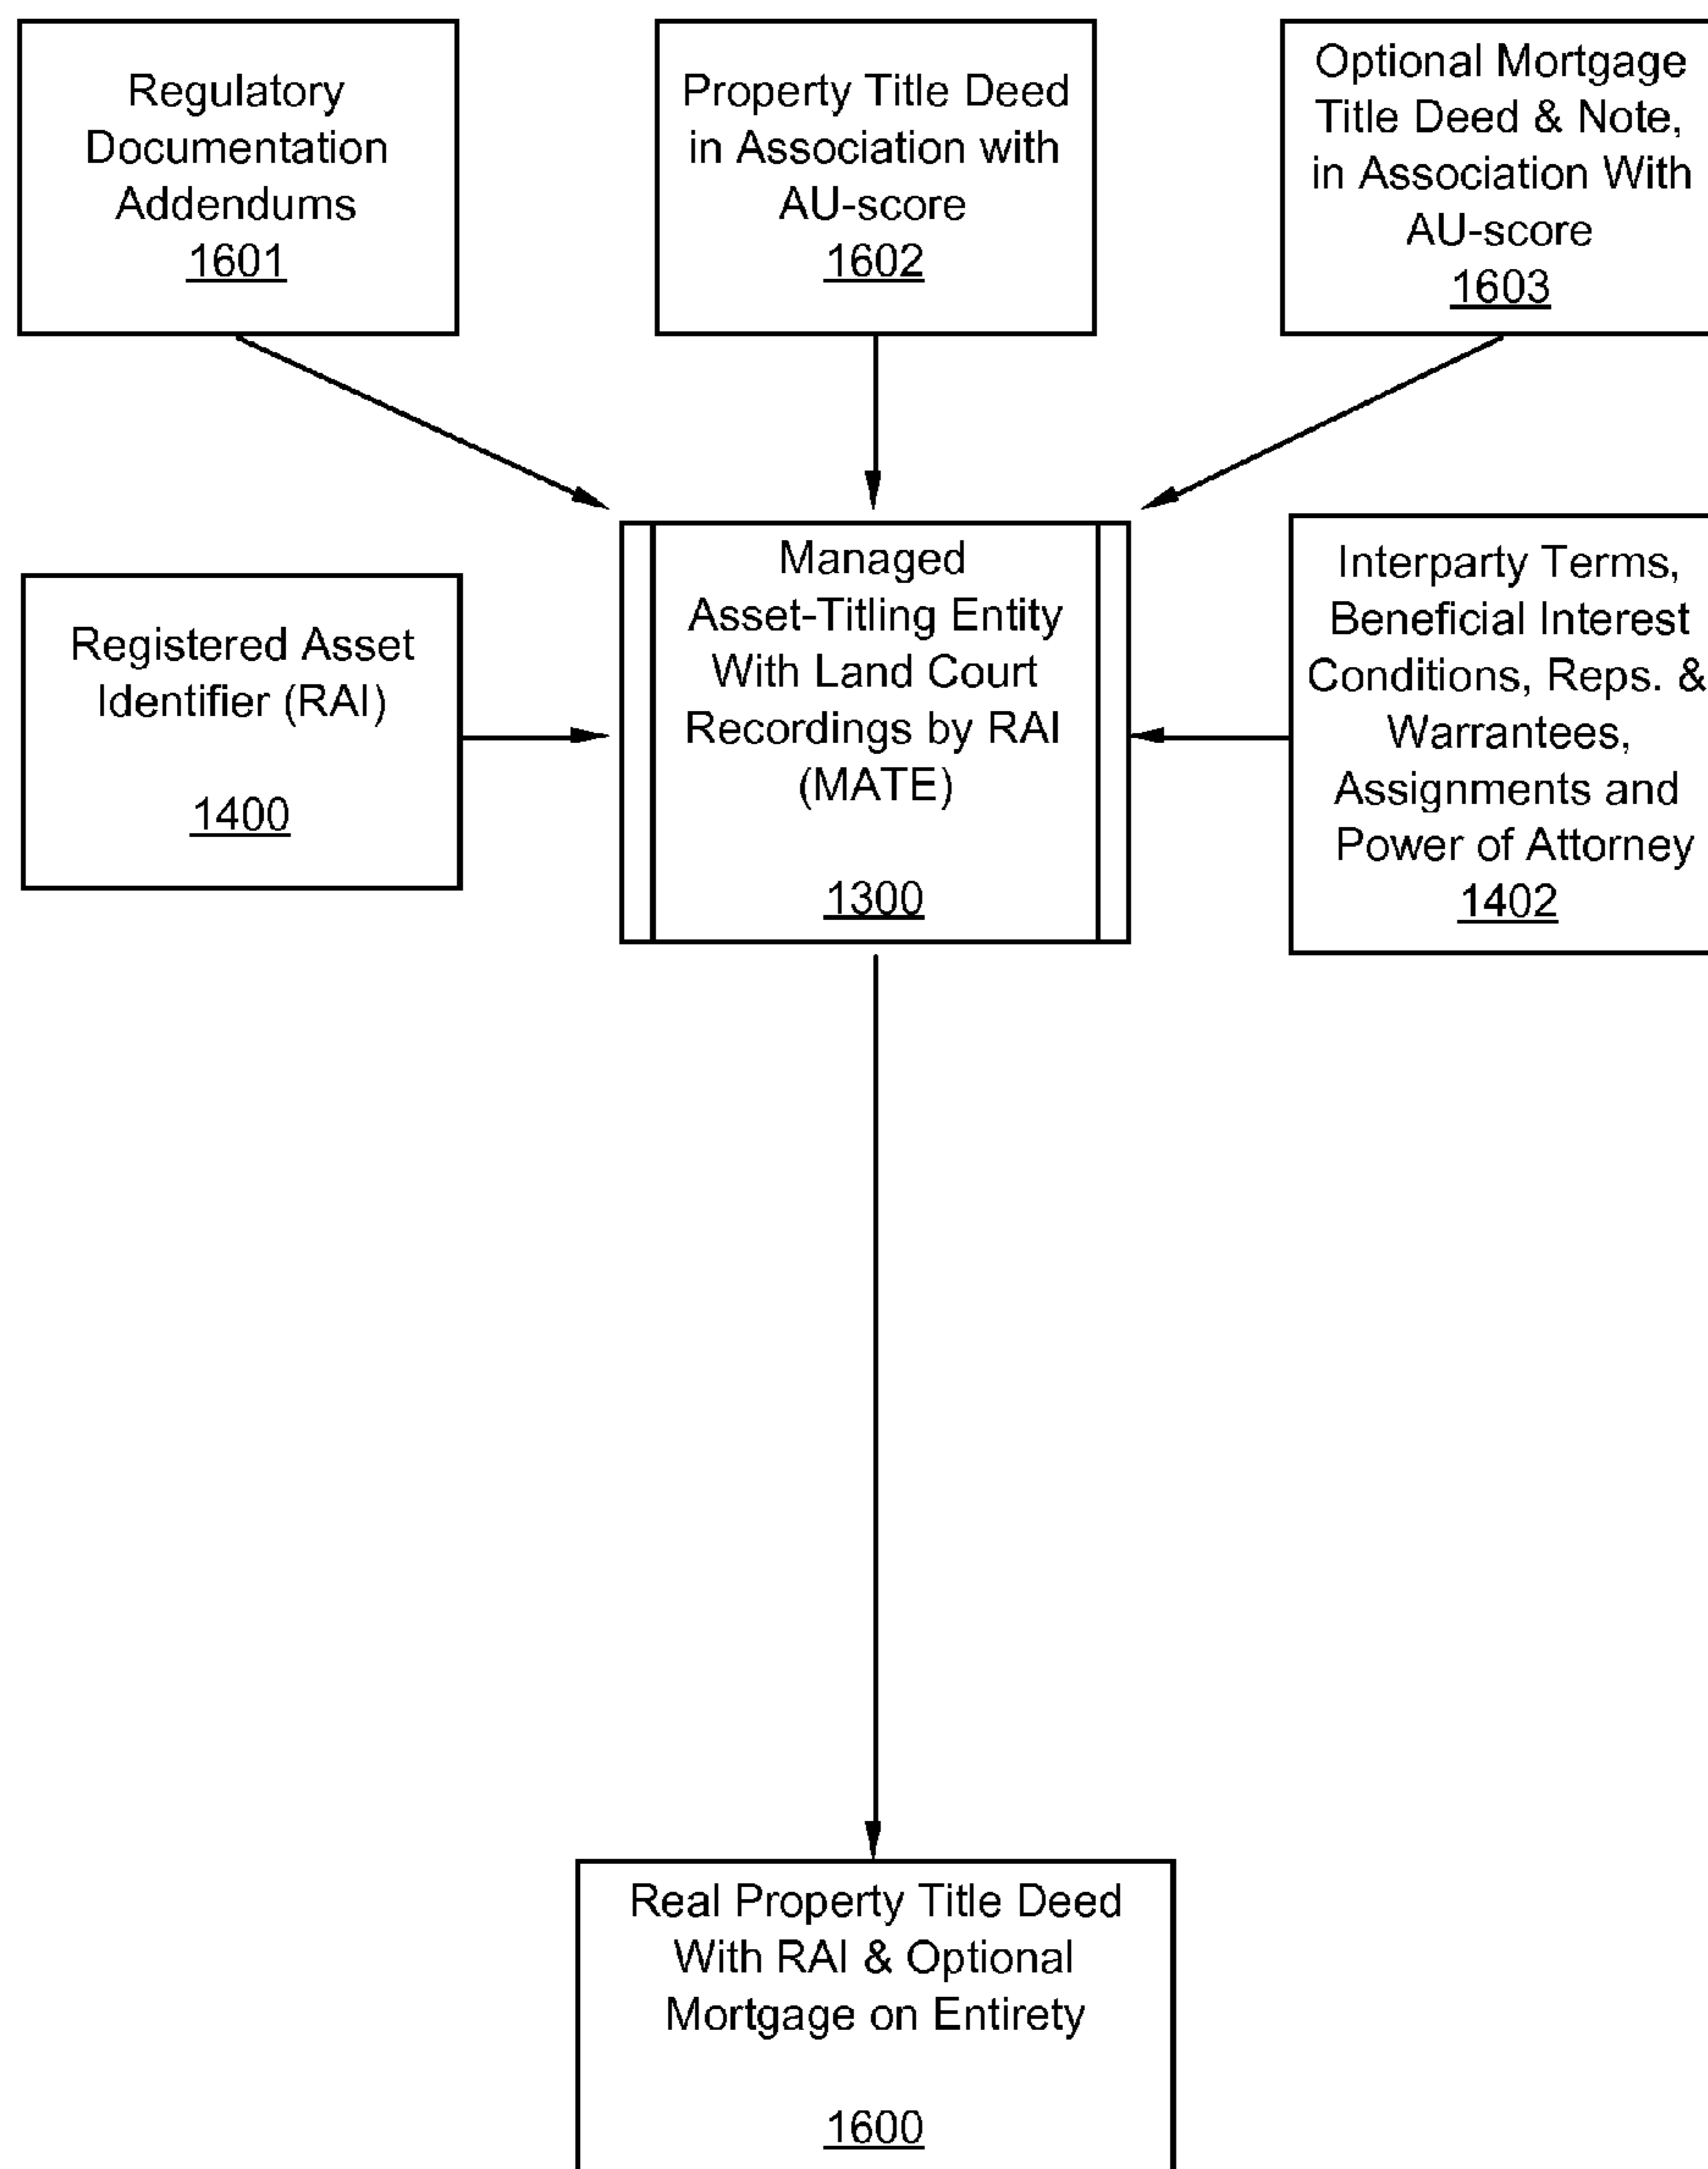 Regulatory
Documentation
Addendums
1601
Property Title Deed
in Association with
AU-score
1602
Optional Mortgage
Title Deed & Note,
in Association With
AU-score
1603
Registered Asset
Identifier (RAI)
1400
Managed
Asset-Titling Entity
With Land Court
Recordings by RAI
(MATE)
1300
Interparty Terms,
Beneficial Interest
Conditions, Reps. &
Warrantees,
Assignments and
Power of Attorney
1402
Real Property Title Deed
With RAI & Optional
Mortgage on Entirety
1600